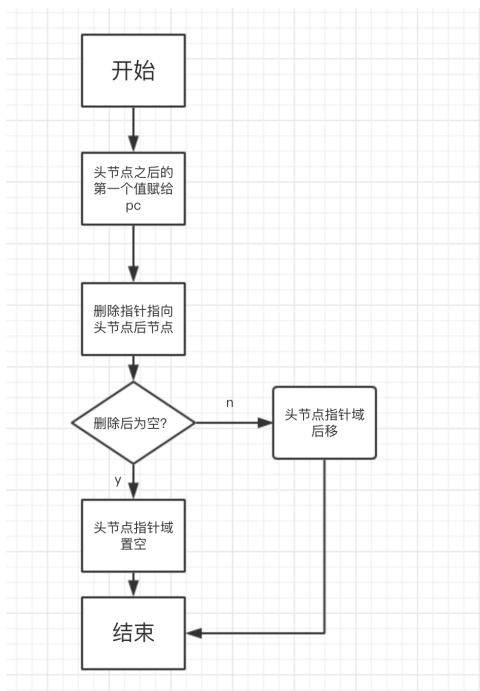 开始
头节点之后的
第一个值赋给
pc
删除指针指向
头节点后节点
删除后为空?
n
头节点指针域
后移
y
头节点指针域
置空
结束